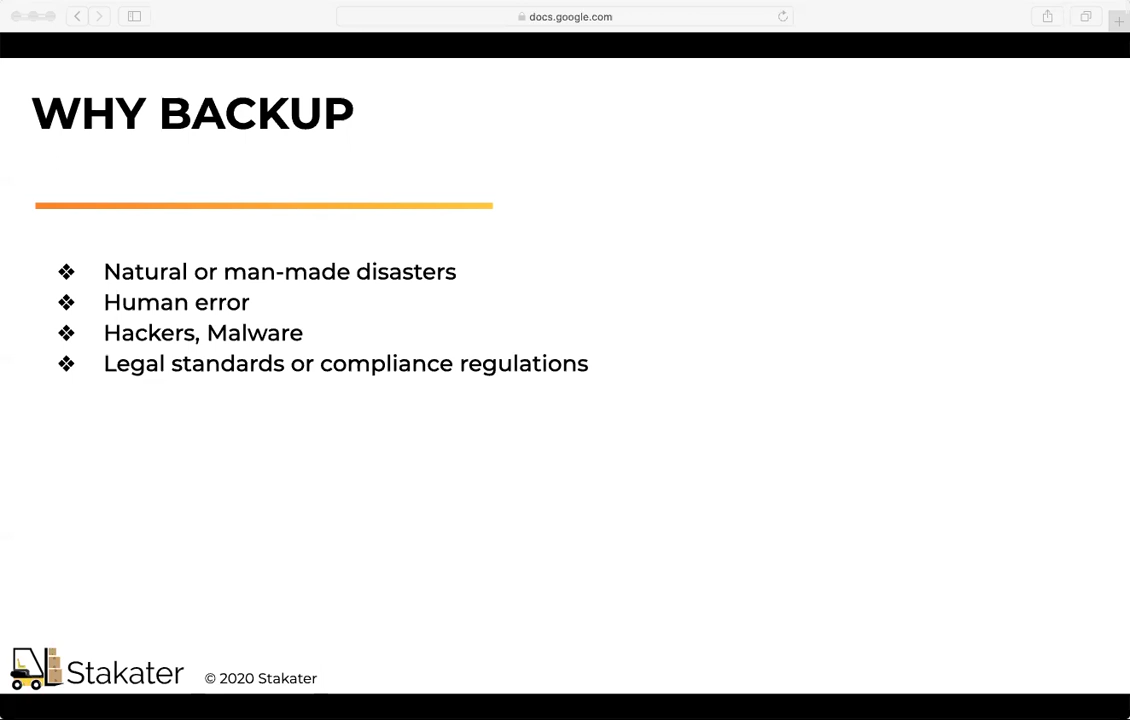 docs.google.com
WHY BACKUP
❖ Natural or man-made disasters
❖ Human error
❖ Hackers, Malware
❖ Legal standards or compliance regulations
Stakater © 2020 Stakater